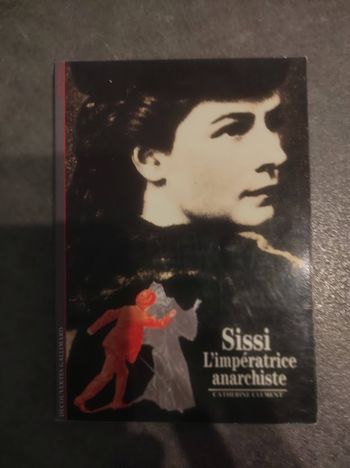 Sissi
L'impératrice
anarchiste
CATHERINE CLÉMENT
DÉCOUVERTES GALLIMARD